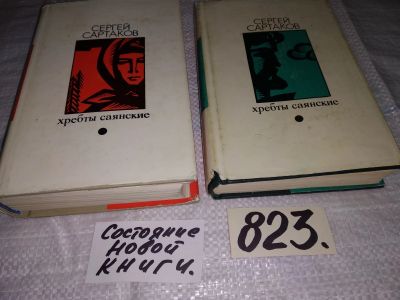 СЕРГЕЙ
САРТАКОВ
хребты саянские
СЕРГЕЙ
САРТАКОВ
хребты саянские
Состояние
Новой
КНИГИ.
823.